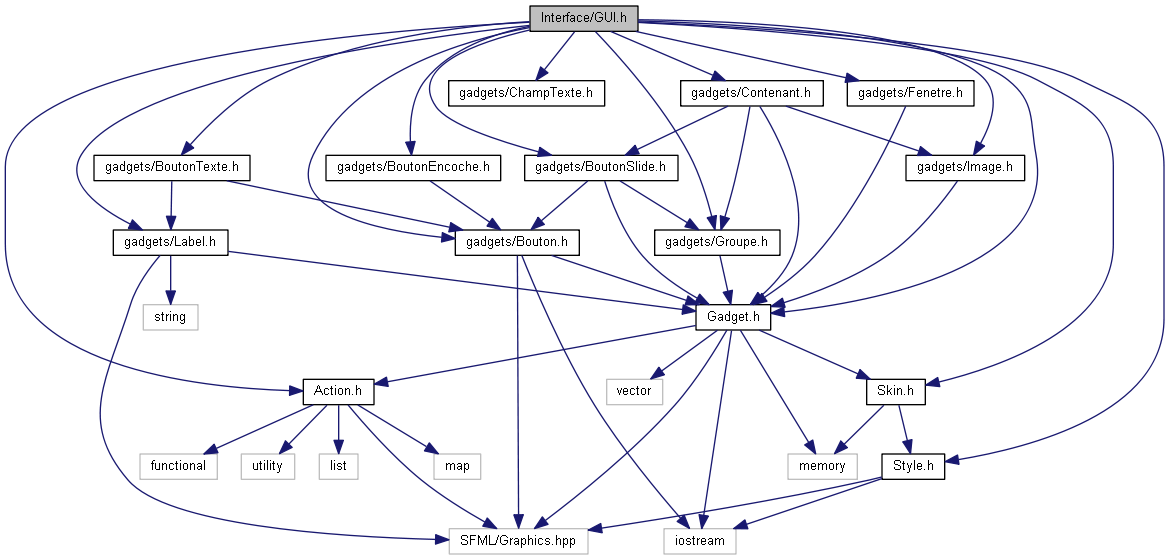 Interface/GUI.h
gadgets/ChampTexte.h
gadgets/Contenant.h
gadgets/Fenetre.h
gadgets/BoutonTexte.h
gadgets/BoutonEncoche.h
gadgets/BoutonSlide.h
gadgets/Image.h
gadgets/Label.h
gadgets/Bouton.h
gadgets/Groupe.h
string
Gadget.h
Action.h
vector
Skin.h
functional
utility
list
map
memory
Style.h
SFML/Graphics.hpp
iostream